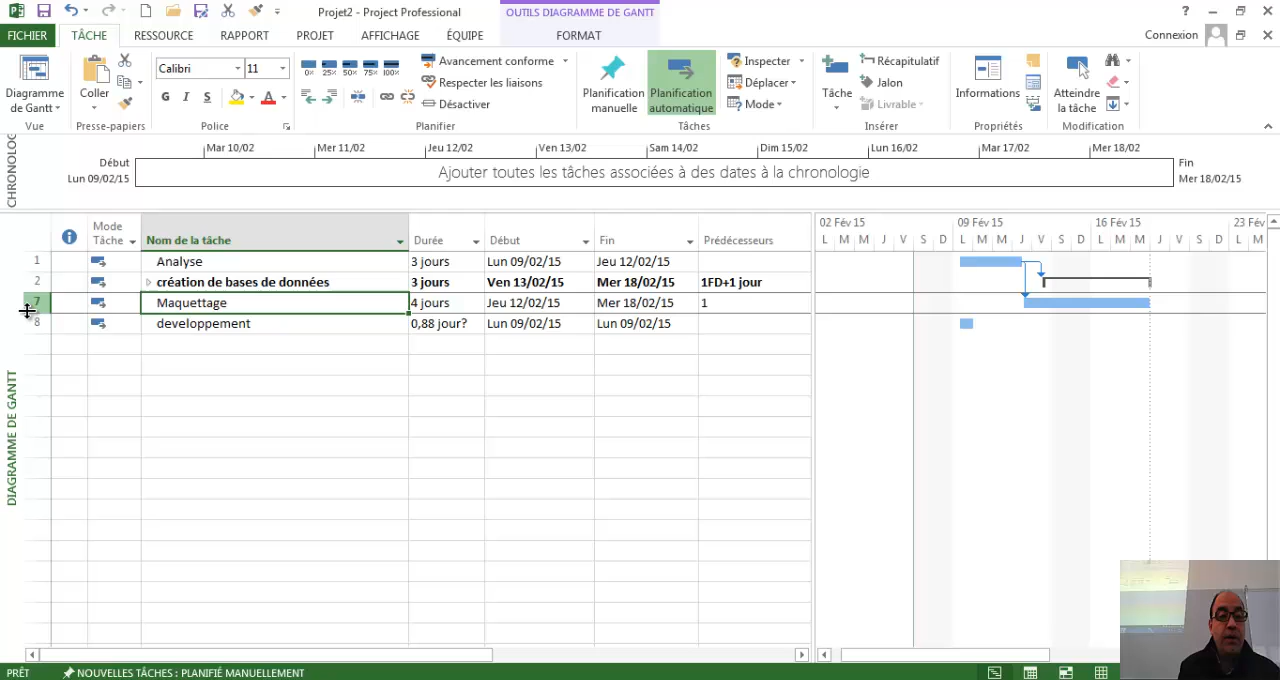 Projet2 - Project Professional
OUTILS DIAGRAMME DE GANTT
?
FICHIER TÂCHE RESSOURCE RAPPORT PROJET AFFICHAGE ÉQUIPE FORMAT Connexion
Diagramme de Gantt
Vue
Coller
Presse-papiers
Calibri 11
G I S A
Police
0% 25% 50% 75% 100%
Avancement conforme
Respecter les liaisons
Désactiver
Planifier
Planification manuelle
Planification automatique
Inspecter
Déplacer
Mode
Tâches
Tâche
Récapitulatif
Jalon
Livrable
Insérer
Informations
Propriétés
Atteindre la tâche
Modification
CHRONOLOG
Mar 10/02 Mer 11/02 Jeu 12/02 Ven 13/02 Sam 14/02 Dim 15/02 Lun 16/02 Mar 17/02 Mer 18/02
Début
Lun 09/02/15
Ajouter toutes les tâches associées à des dates à la chronologie
Fin
Mer 18/02/15
DIAGRAMME DE GANTT
Mode Tâche Nom de la tâche Durée Début Fin Prédécesseurs
02 Fév 15 09 Fév 15 16 Fév 15 23 Fév
L M M J V S D L M M J V S D L M M J V S D L M
1 Analyse 3 jours Lun 09/02/15 Jeu 12/02/15
2 création de bases de données 3 jours Ven 13/02/15 Mer 18/02/15 1FD+1 jour
7 Maquettage 4 jours Jeu 12/02/15 Mer 18/02/15 1
8 developpement 0,88 jour? Lun 09/02/15 Lun 09/02/15
PRÊT NOUVELLES TÂCHES : PLANIFIÉ MANUELLEMENT